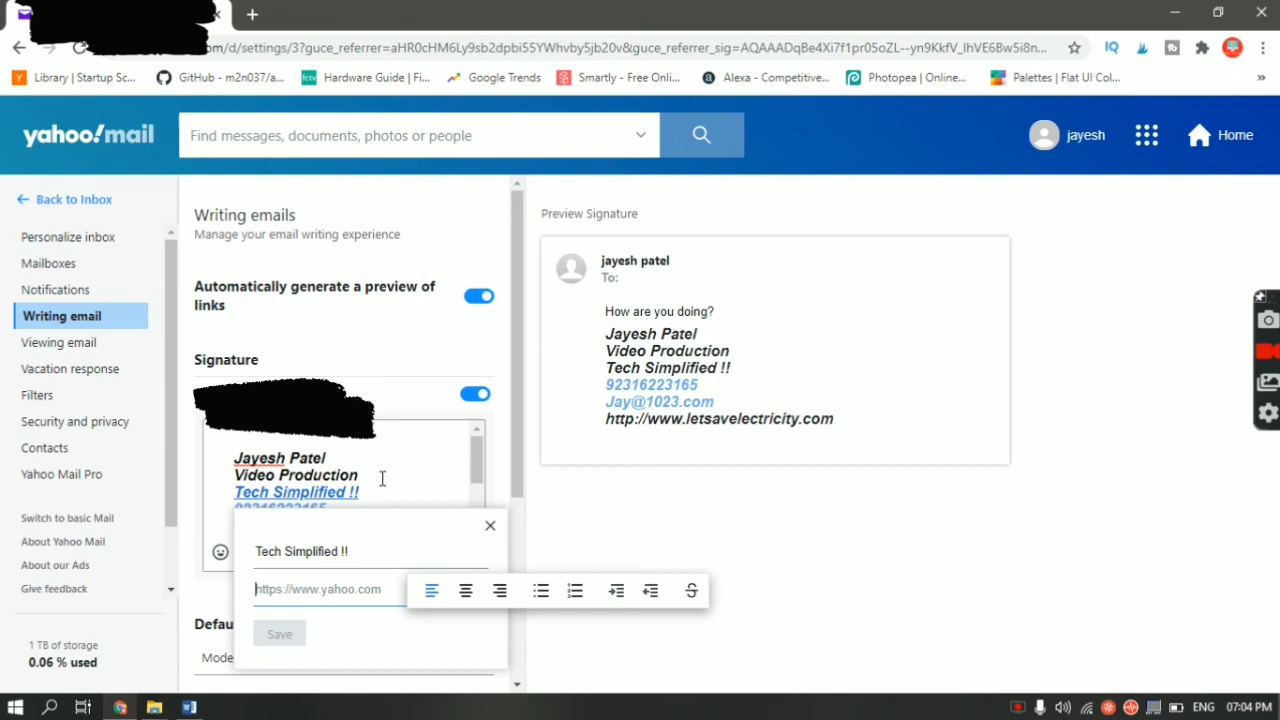 om/d/settings/3?guce_referrer=aHR0cHM6Ly9sb2dpbi55YWhvby5jb20v&guce_referrer_sig=AQAAADqBe4Xi7f1pr05oZL--yn9KkfV_lhVE6Bw5i8n...
Library | Startup Sc...
GitHub - m2n037/a...
Hardware Guide | Fi...
Google Trends
Smartly - Free Onli...
Alexa - Competitive...
Photopea | Online...
Palettes | Flat UI Col...
yahoo!mail
Find messages, documents, photos or people
jayesh
Home
Back to Inbox
Personalize inbox
Mailboxes
Notifications
Writing email
Viewing email
Vacation response
Filters
Security and privacy
Contacts
Yahoo Mail Pro
Switch to basic Mail
About Yahoo Mail
About our Ads
Give feedback
1 TB of storage
0.06 % used
Writing emails
Manage your email writing experience
Automatically generate a preview of
links
Signature
Jayesh Patel
Video Production
Tech Simplified !!
92316223165
Tech Simplified !!
https://www.yahoo.com
Save
Defau
Mode
Preview Signature
jayesh patel
To:
How are you doing?
Jayesh Patel
Video Production
Tech Simplified !!
92316223165
Jay@1023.com
http://www.letsavelectricity.com
ENG
07:04 PM